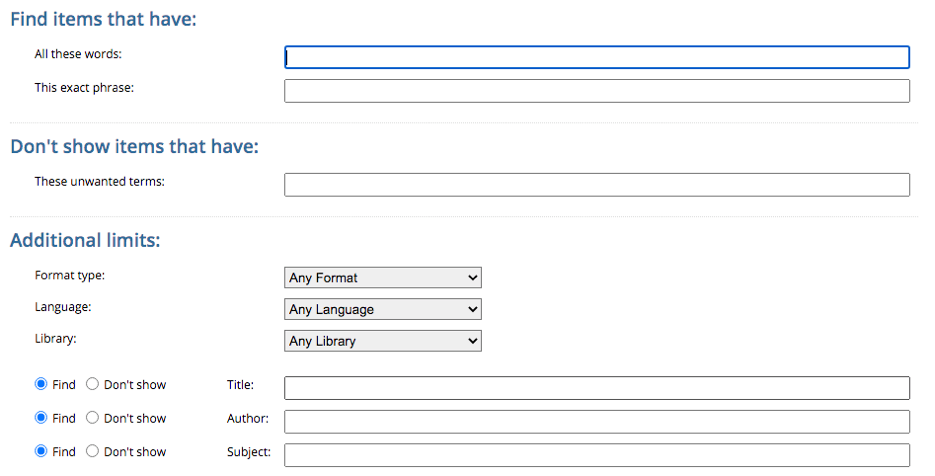 Find items that have:
All these words:
This exact phrase:
Don't show items that have:
These unwanted terms:
Additional limits:
Format type: Any Format
Language: Any Language
Library: Any Library
Find Don't show Title:
Find Don't show Author:
Find Don't show Subject: